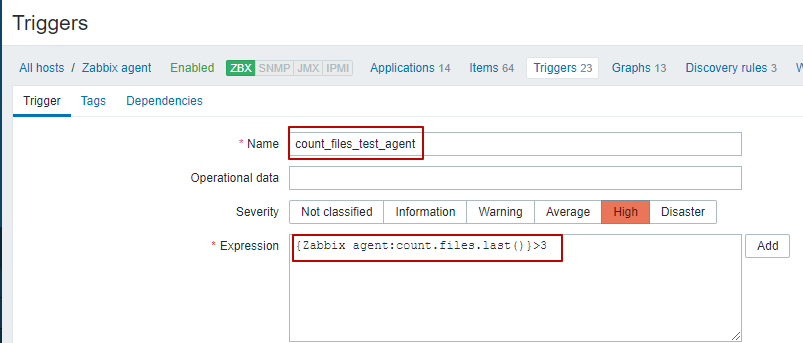 Triggers
All hosts / Zabbix agent Enabled ZBX SNMP JMX IPMI Applications 14 Items 64 Triggers 23 Graphs 13 Discovery rules 3
Trigger Tags Dependencies
* Name count_files_test_agent
Operational data
Severity Not classified Information Warning Average High Disaster
* Expression {Zabbix agent:count.files.last()}>3 Add